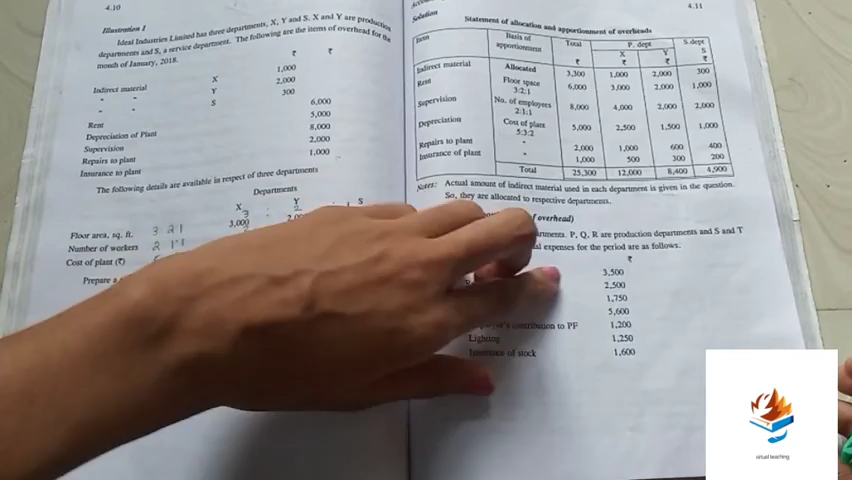 4.10
Illustration 1
Ideal Industries Limited has three departments, X, Y and S. X and Y are production
departments and S, a service department. The following are the items of overhead for the
month of January, 2018.
₹ ₹
Indirect material X 1,000
" " Y 2,000
" " S 300
Rent 6,000
Depreciation of Plant 5,000
Supervision 8,000
Repairs to plant 2,000
Insurance to plant 1,000
The following details are available in respect of three departments
Departments
X Y S
3 2
Floor area, sq. ft. 3 2 1 3,000
Number of workers 2 1 1
Cost of plant (₹)
Prepare a
4.11
Solution
Statement of allocation and apportionment of overheads
Item Basis of apportionment Total ₹ P. dept X ₹ Y ₹ S.dept S ₹
Indirect material Allocated 3,300 1,000 2,000 300
Rent Floor space 3:2:1 6,000 3,000 2,000 1,000
Supervision No. of employees 2:1:1 8,000 4,000 2,000 2,000
Depreciation Cost of plant 5:3:2 5,000 2,500 1,500 1,000
Repairs to plant " 2,000 1,000 600 400
Insurance of plant " 1,000 500 300 200
Total 25,300 12,000 8,400 4,900
Notes: Actual amount of indirect material used in each department is given in the question.
So, they are allocated to respective departments.
of overhead)
P, Q, R are production departments and S and T
expenses for the period are as follows.
₹
3,500
2,500
1,750
5,600
contribution to PF 1,200
Lighting 1,250
Insurance of stock 1,600
virtual teaching